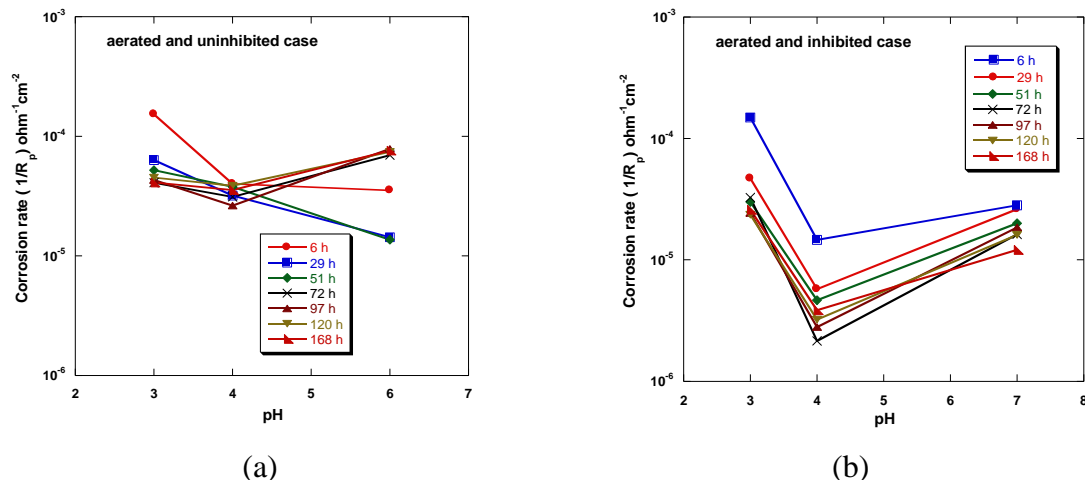 aerated and uninhibited case
Corrosion rate ( 1/Rp) ohm-1cm-2
10-3
10-4
10-5
10-6
6 h
29 h
51 h
72 h
97 h
120 h
168 h
2 3 4 5 6 7
pH
(a)
aerated and inhibited case
Corrosion rate ( 1/Rp) ohm-1cm-2
10-3
10-4
10-5
10-6
6 h
29 h
51 h
72 h
97 h
120 h
168 h
2 3 4 5 6 7 8
pH
(b)